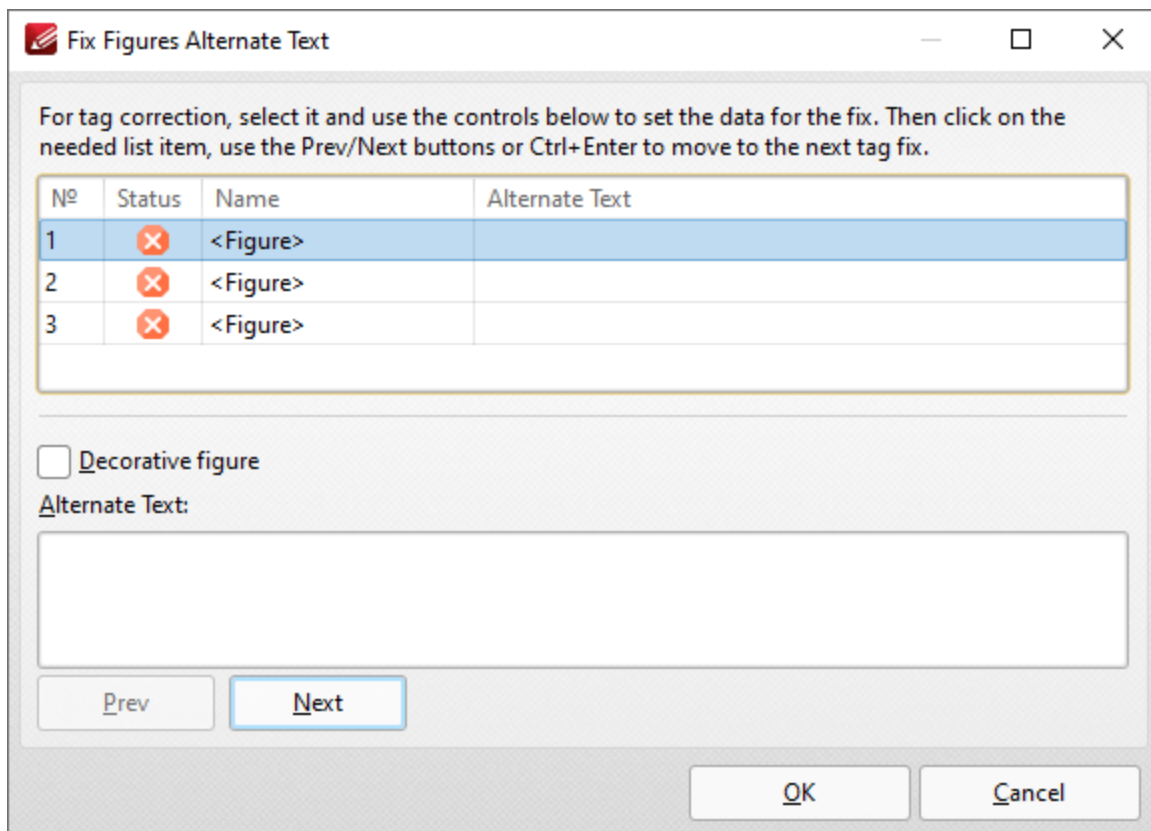 Fix Figures Alternate Text
For tag correction, select it and use the controls below to set the data for the fix. Then click on the
needed list item, use the Prev/Next buttons or Ctrl+Enter to move to the next tag fix.
Nº Status Name Alternate Text
1 <Figure>
2 <Figure>
3 <Figure>
Decorative figure
Alternate Text:
Prev Next
OK Cancel